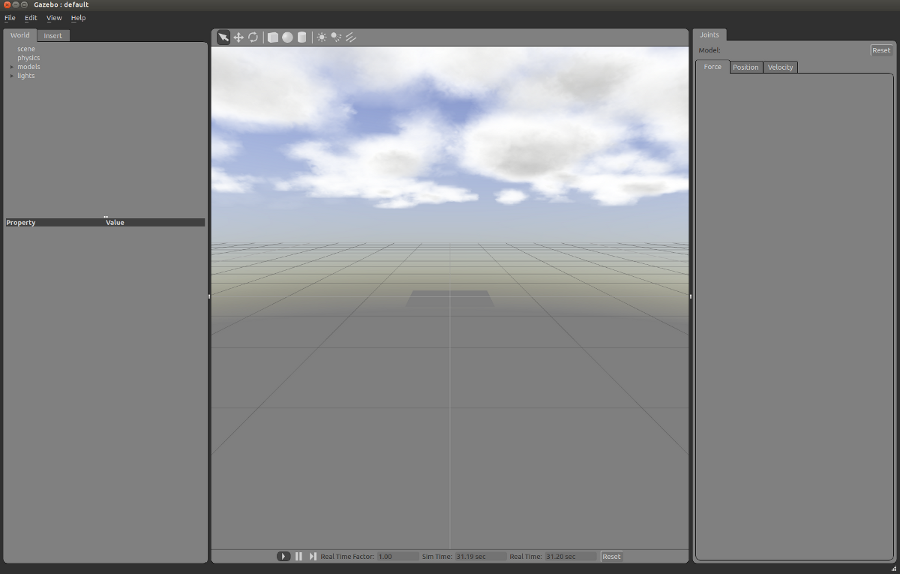 Gazebo : default
File Edit View Help
World Insert
scene
physics
models
lights
Property Value
Real Time Factor: 1.00 Sim Time: 31.19 sec Real Time: 31.20 sec Reset
Joints
Model: Reset
Force Position Velocity